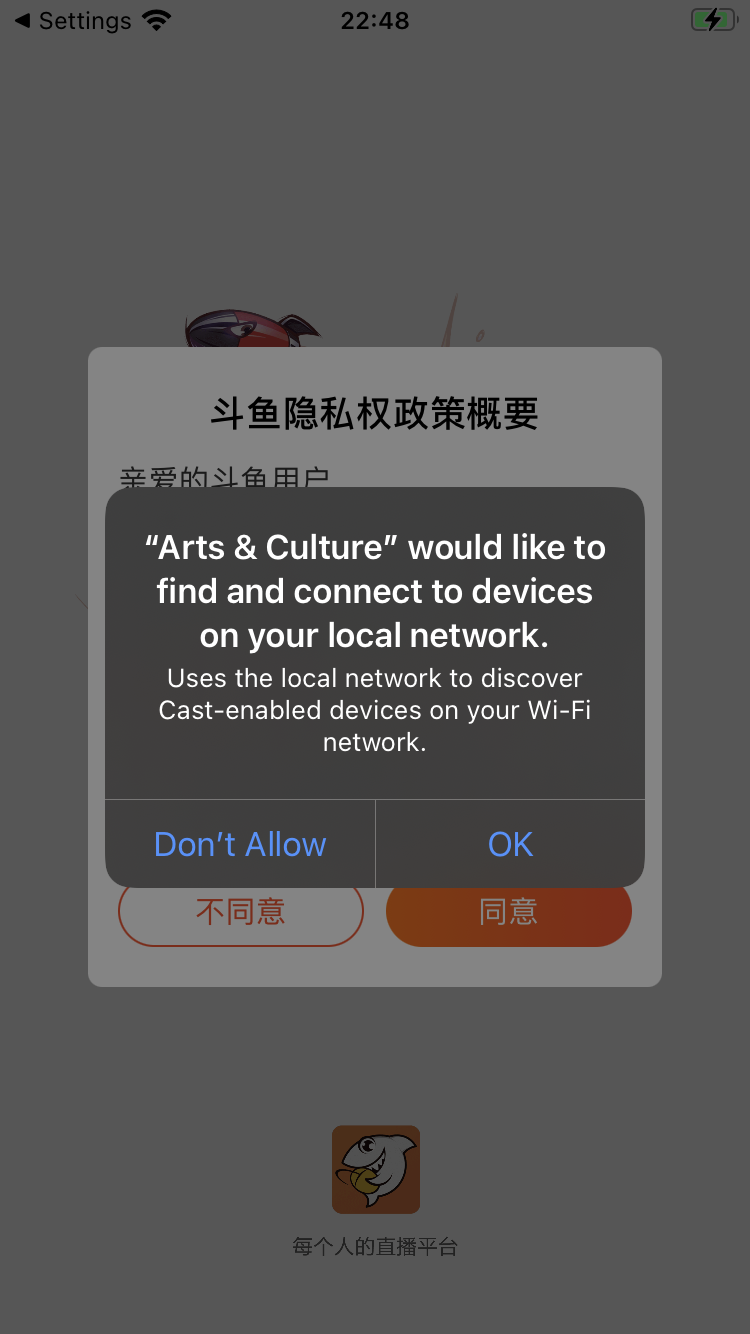 Settings
22:48
斗鱼隐私权政策概要
亲爱的斗鱼用户
“Arts & Culture” would like to
find and connect to devices
on your local network.
Uses the local network to discover
Cast-enabled devices on your Wi-Fi
network.
Don’t Allow
OK
不同意
同意
每个人的直播平台